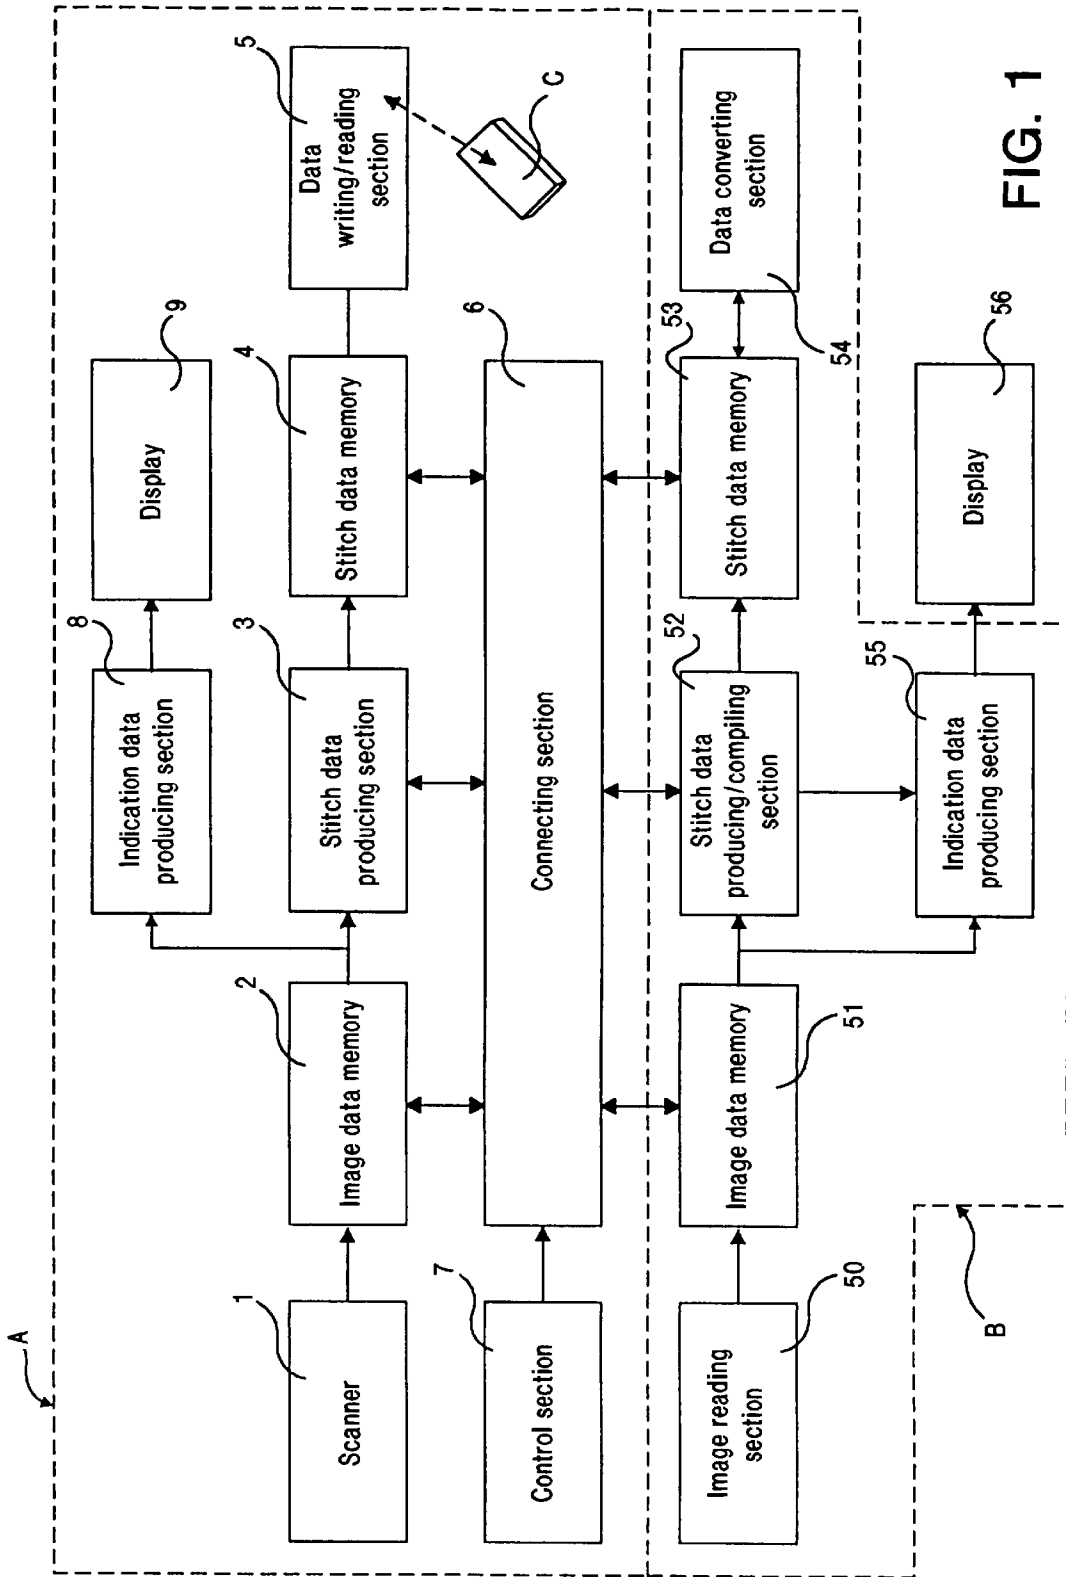 A
B
8
Indication data
producing section
9
Display
1
Scanner
2
Image data memory
3
Stitch data
producing section
4
Stitch data memory
5
Data
writing/reading
section
C
7
Control section
6
Connecting section
50
Image reading
section
51
Image data memory
52
Stitch data
producing/compiling
section
53
Stitch data memory
54
Data converting
section
55
Indication data
producing section
56
Display
FIG. 1